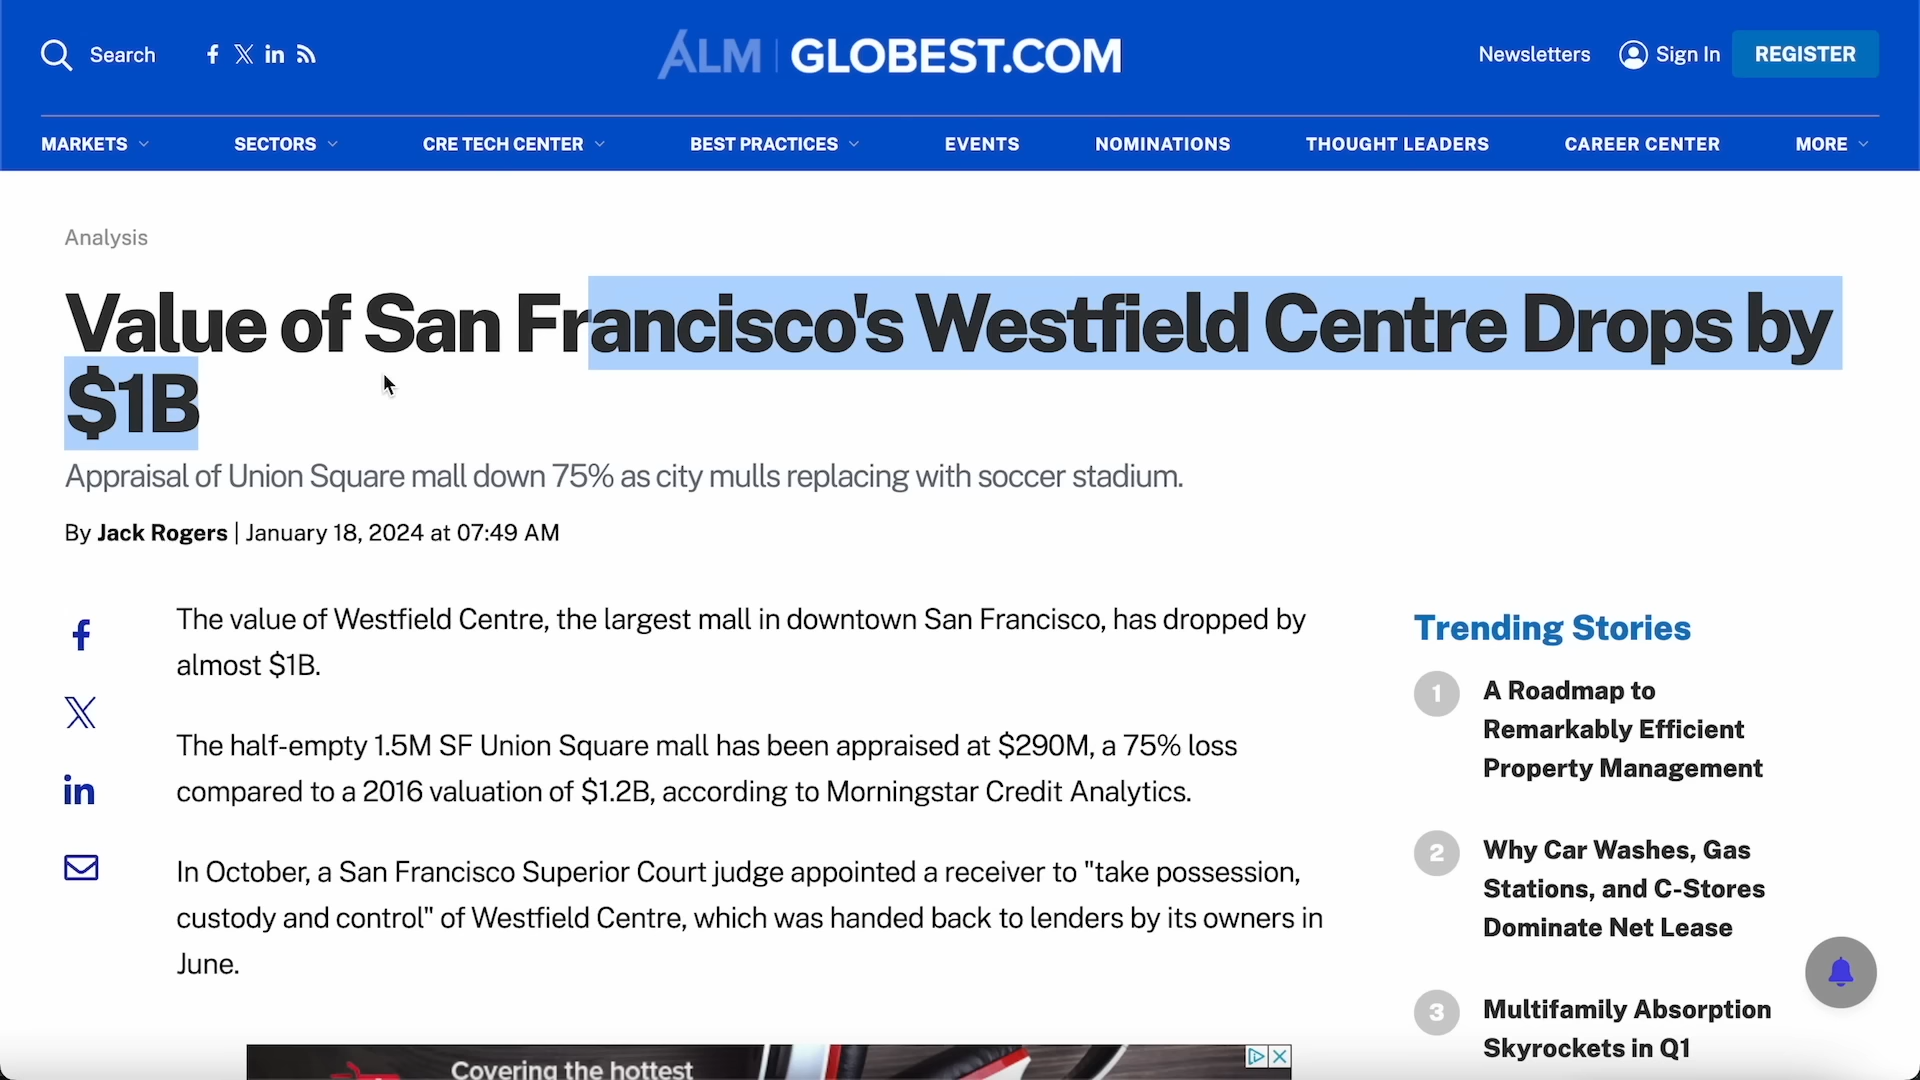 Search
ALM | GLOBEST.COM
Newsletters
Sign In
REGISTER
MARKETS
SECTORS
CRE TECH CENTER
BEST PRACTICES
EVENTS
NOMINATIONS
THOUGHT LEADERS
CAREER CENTER
MORE
Analysis
Value of San Francisco's Westfield Centre Drops by
$1B
Appraisal of Union Square mall down 75% as city mulls replacing with soccer stadium.
By Jack Rogers | January 18, 2024 at 07:49 AM
The value of Westfield Centre, the largest mall in downtown San Francisco, has dropped by
almost $1B.
The half-empty 1.5M SF Union Square mall has been appraised at $290M, a 75% loss
compared to a 2016 valuation of $1.2B, according to Morningstar Credit Analytics.
In October, a San Francisco Superior Court judge appointed a receiver to "take possession,
custody and control" of Westfield Centre, which was handed back to lenders by its owners in
June.
Trending Stories
1
A Roadmap to
Remarkably Efficient
Property Management
2
Why Car Washes, Gas
Stations, and C-Stores
Dominate Net Lease
3
Multifamily Absorption
Skyrockets in Q1
Covering the hottest